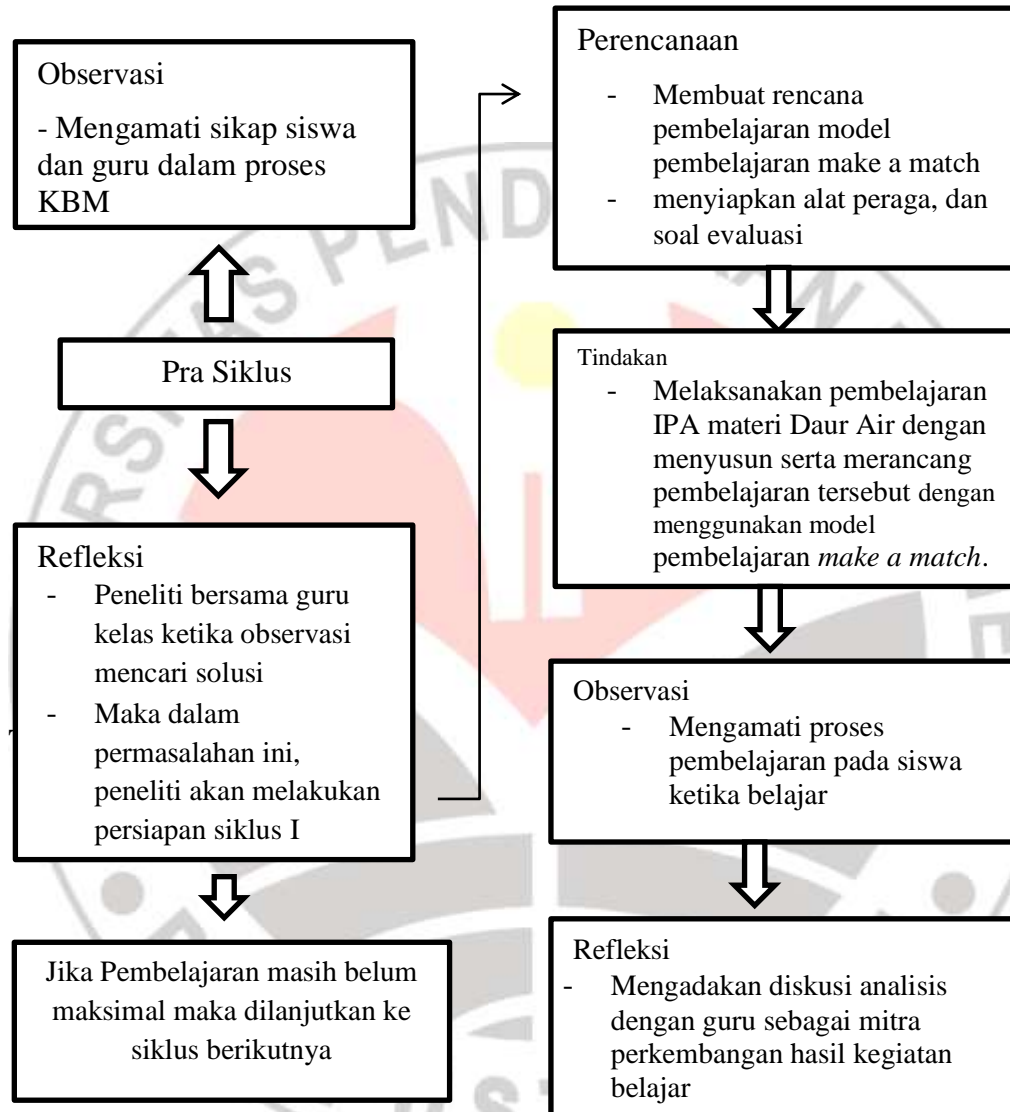 Observasi
- Mengamati sikap siswa
dan guru dalam proses
KBM
Pra Siklus
Refleksi
- Peneliti bersama guru
kelas ketika observasi
mencari solusi
- Maka dalam
permasalahan ini,
peneliti akan melakukan
persiapan siklus I
Jika Pembelajaran masih belum
maksimal maka dilanjutkan ke
siklus berikutnya
Perencanaan
- Membuat rencana
pembelajaran model
pembelajaran make a match
- menyiapkan alat peraga, dan
soal evaluasi
Tindakan
- Melaksanakan pembelajaran
IPA materi Daur Air dengan
menyusun serta merancang
pembelajaran tersebut dengan
menggunakan model
pembelajaran make a match.
Observasi
- Mengamati proses
pembelajaran pada siswa
ketika belajar
Refleksi
- Mengadakan diskusi analisis
dengan guru sebagai mitra
perkembangan hasil kegiatan
belajar